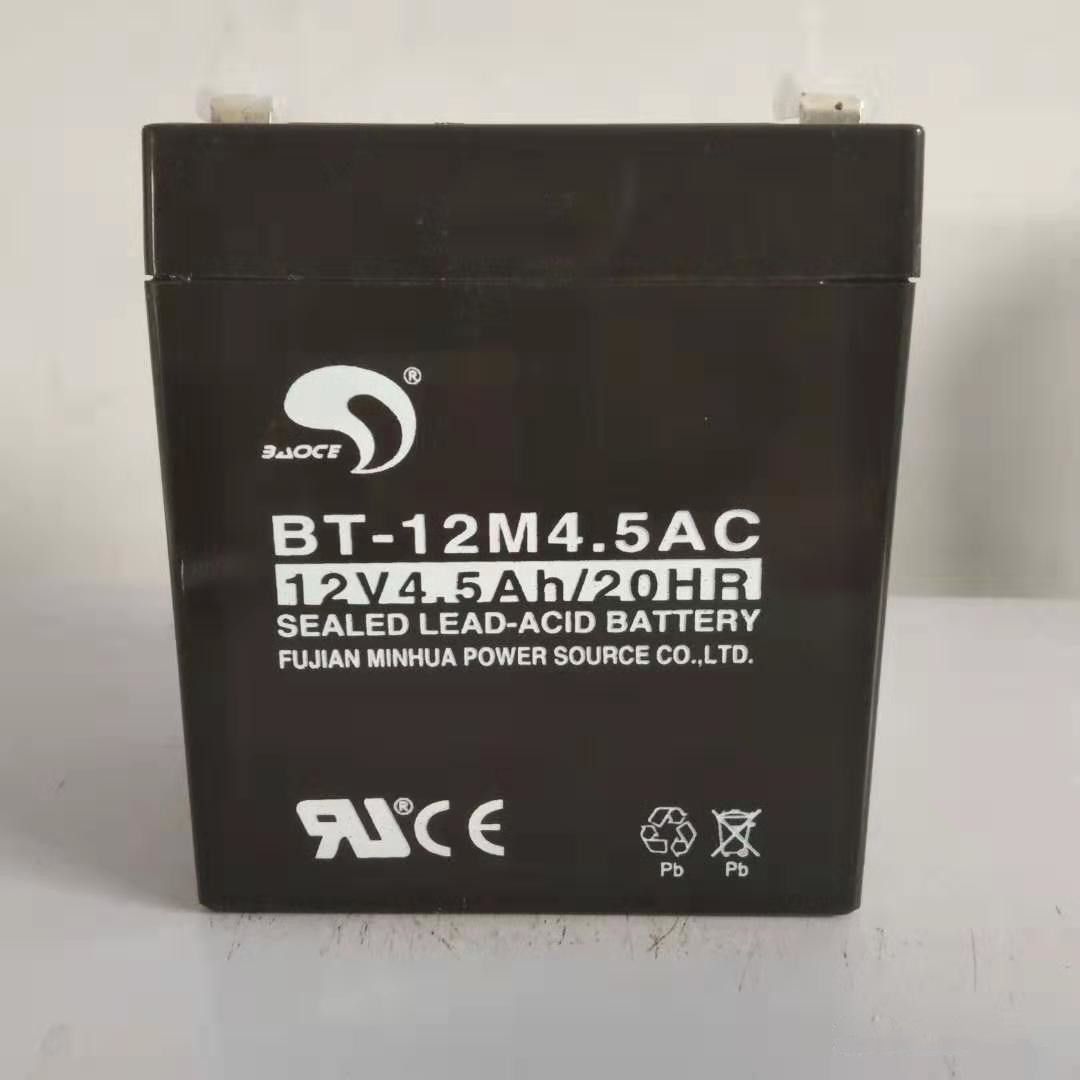 BAOCE ®
BT-12M4.5AC
12V4.5Ah/20HR
SEALED LEAD-ACID BATTERY
FUJIAN MINHUA POWER SOURCE CO.,LTD.
RU® CE
Pb Pb